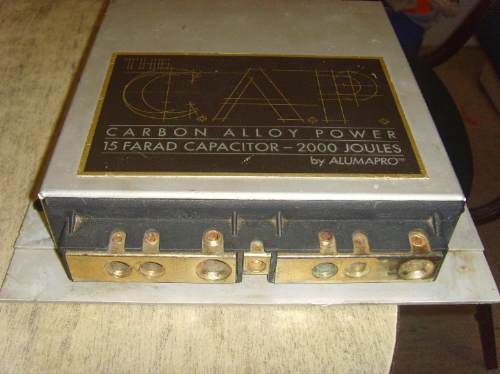 THE
C.A.P.
CARBON ALLOY POWER
15 FARAD CAPACITOR – 2000 JOULES
by ALUMAPRO™